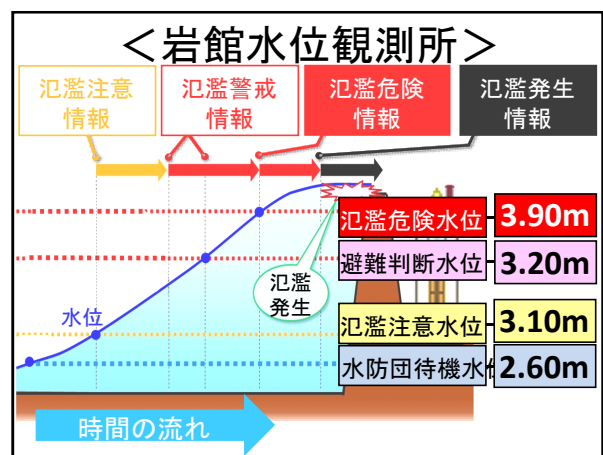 ＜岩館水位観測所＞
氾濫注意
情報
氾濫警戒
情報
氾濫危険
情報
氾濫発生
情報
氾濫危険水位
3.90m
避難判断水位
3.20m
氾濫
発生
水位
氾濫注意水位
3.10m
水防団待機水位
2.60m
時間の流れ